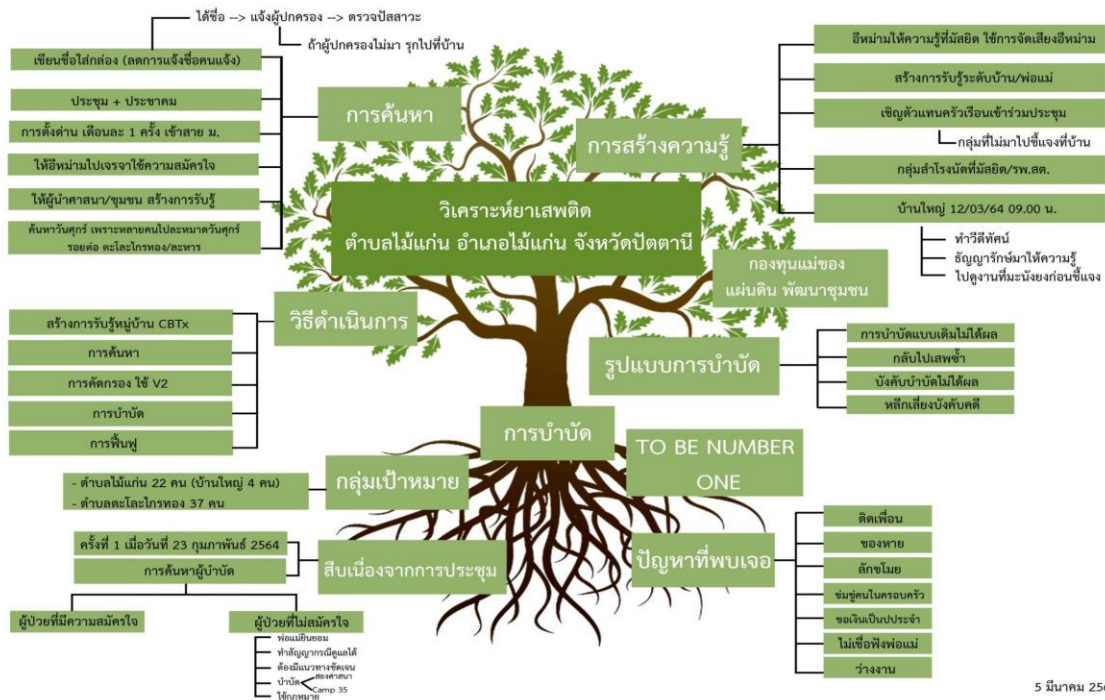 ได้ชื่อ --> แจ้งผู้ปกครอง --> ตรวจปัสสาวะ
ถ้าผู้ปกครองไม่มา รุกไปที่บ้าน
เขียนชื่อใส่กล่อง (ลดการแจ้งชื่อคนแจ้ง)
ประชุม + ประชาคม
การตั้งด่าน เดือนละ 1 ครั้ง เข้าสาย ม.
ให้อีหม่ามไปเจรจาใช้ความสมัครใจ
ให้ผู้นำศาสนา/ชุมชน สร้างการรับรู้
ค้นหาวันศุกร์ เพราะหลายคนไปละหมาดวันศุกร์
รอยต่อ ตะโละไกรทอง/ละหาร
การค้นหา
อีหม่ามให้ความรู้ที่มัสยิด ใช้การจัดเสียงอีหม่าม
สร้างการรับรู้ระดับบ้าน/พ่อแม่
เชิญตัวแทนครัวเรือนเข้าร่วมประชุม
กลุ่มที่ไม่มาไปชี้แจงที่บ้าน
กลุ่มสำโรงนัดที่มัสยิด/รพ.สต.
บ้านใหญ่ 12/03/64 09.00 น.
ทำวีดีทัศน์
ธัญญารักษ์มาให้ความรู้
ไปดูงานที่มะนังยงก่อนชี้แจง
การสร้างความรู้
วิเคราะห์ยาเสพติด
ตำบลไม้แก่น อำเภอไม้แก่น จังหวัดปัตตานี
กองทุนแม่ของ
แผ่นดิน พัฒนาชุมชน
วิธีดำเนินการ
สร้างการรับรู้หมู่บ้าน CBTx
การค้นหา
การคัดกรอง ใช้ V2
การบำบัด
การฟื้นฟู
รูปแบบการบำบัด
การบำบัดแบบเดิมไม่ได้ผล
กลับไปเสพซ้ำ
บังคับบำบัดไม่ได้ผล
หลีกเลี่ยงบังคับคดี
การบำบัด
TO BE NUMBER
ONE
กลุ่มเป้าหมาย
- ตำบลไม้แก่น 22 คน (บ้านใหญ่ 4 คน)
- ตำบลตะโละไกรทอง 37 คน
สืบเนื่องจากการประชุม
ครั้งที่ 1 เมื่อวันที่ 23 กุมภาพันธ์ 2564
การค้นหาผู้บำบัด
ผู้ป่วยที่มีความสมัครใจ
ผู้ป่วยที่ไม่สมัครใจ
พ่อแม่ยินยอม
ทำสัญญากรณีดูแลได้
ต้องมีแนวทางชัดเจน
บำบัด
สองศาสนา
Camp 35
ใช้กฎหมาย
ปัญหาที่พบเจอ
ติดเพื่อน
ของหาย
ลักขโมย
ข่มขู่คนในครอบครัว
ขอเงินเป็นปประจำ
ไม่เชื่อฟังพ่อแม่
ว่างงาน
5 มีนาคม 256